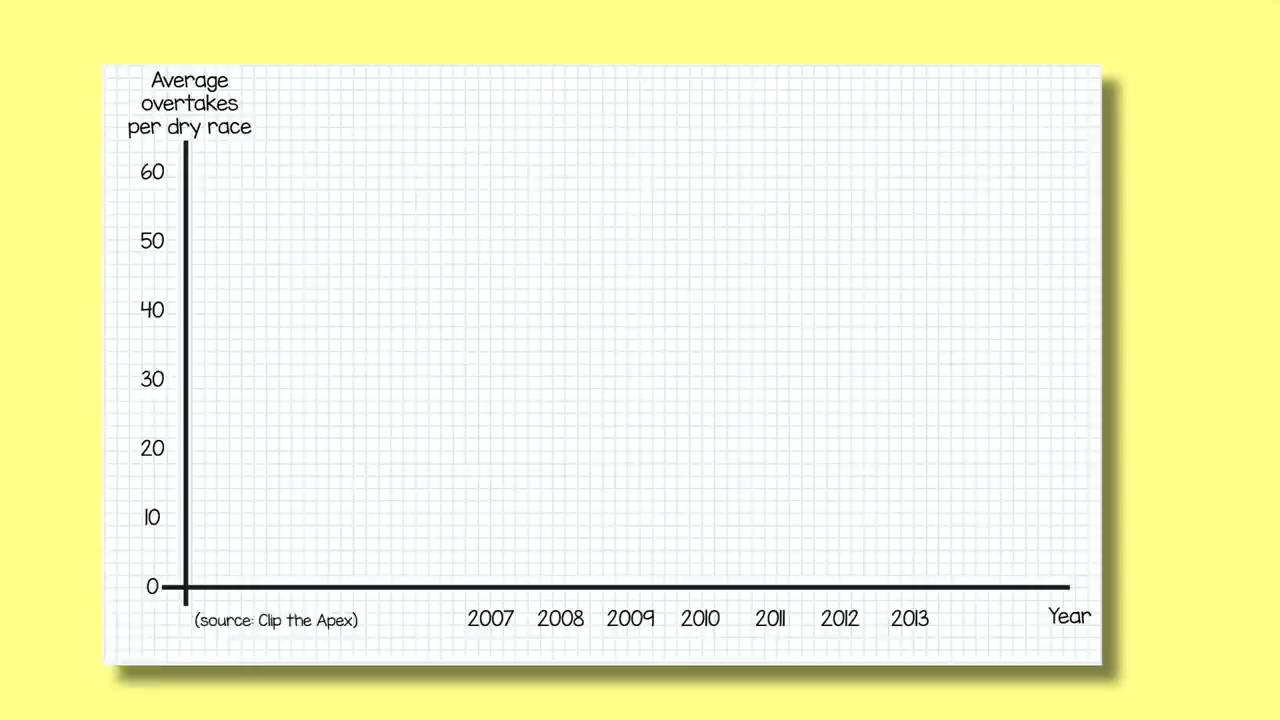 Average
overtakes
per dry race
60
50
40
30
20
10
0
(source: Clip the Apex) 2007 2008 2009 2010 2011 2012 2013 Year